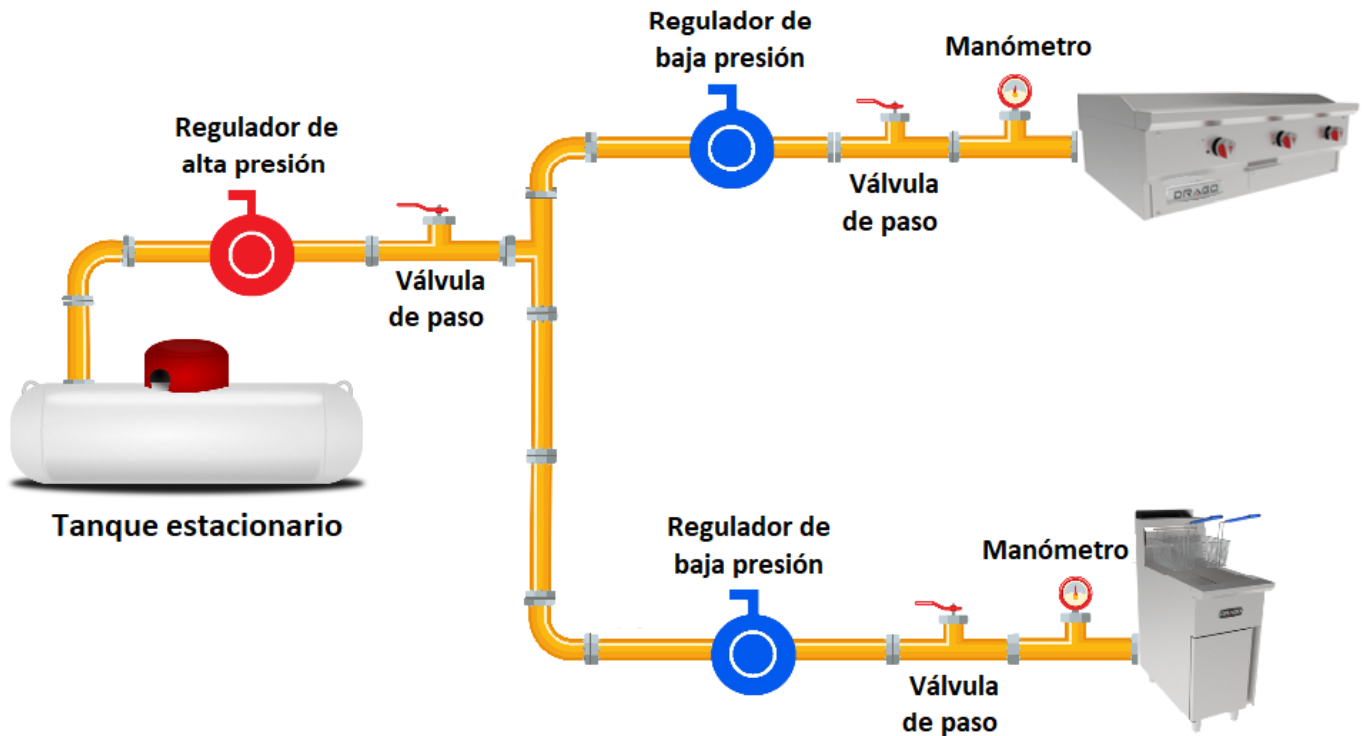 Regulador de
baja presión
Manómetro
Regulador de
alta presión
Válvula
de paso
DRAGO
Válvula
de paso
Tanque estacionario
Regulador de
baja presión
Manómetro
DRAGO
Válvula
de paso